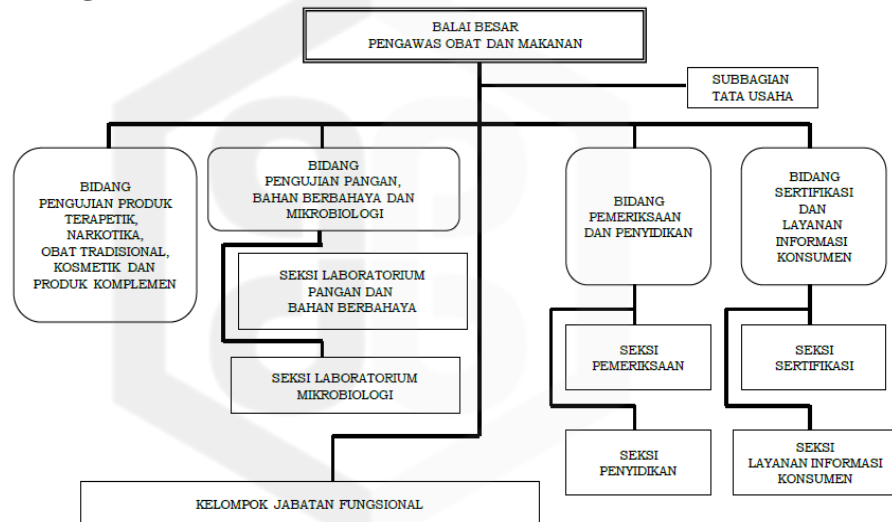 BALAI BESAR
PENGAWAS OBAT DAN MAKANAN
SUBBAGIAN
TATA USAHA
BIDANG
PENGUJIAN PRODUK
TERAPETIK,
NARKOTIKA,
OBAT TRADISIONAL,
KOSMETIK DAN
PRODUK KOMPLEMEN
BIDANG
PENGUJIAN PANGAN,
BAHAN BERBAHAYA DAN
MIKROBIOLOGI
SEKSI LABORATORIUM
PANGAN DAN
BAHAN BERBAHAYA
SEKSI LABORATORIUM
MIKROBIOLOGI
BIDANG
PEMERIKSAAN
DAN PENYIDIKAN
SEKSI
PEMERIKSAAN
SEKSI
PENYIDIKAN
BIDANG
SERTIFIKASI
DAN
LAYANAN
INFORMASI
KONSUMEN
SEKSI
SERTIFIKASI
SEKSI
LAYANAN INFORMASI
KONSUMEN
KELOMPOK JABATAN FUNGSIONAL